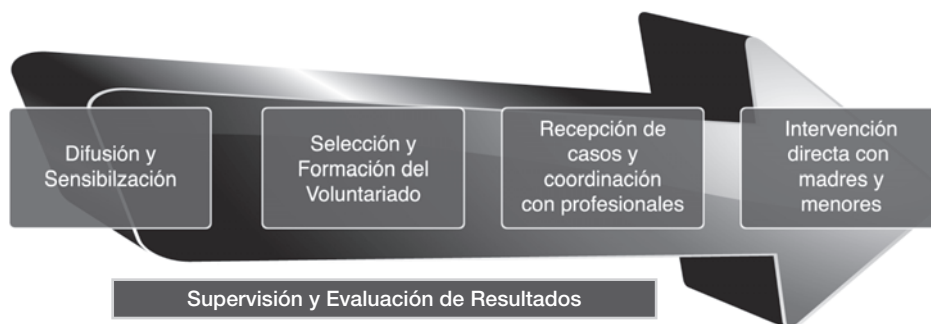 Difusión y
Sensibilzación
Selección y
Formación del
Voluntariado
Recepción de
casos y
coordinación
con profesionales
Intervención
directa con
madres y
menores
Supervisión y Evaluación de Resultados